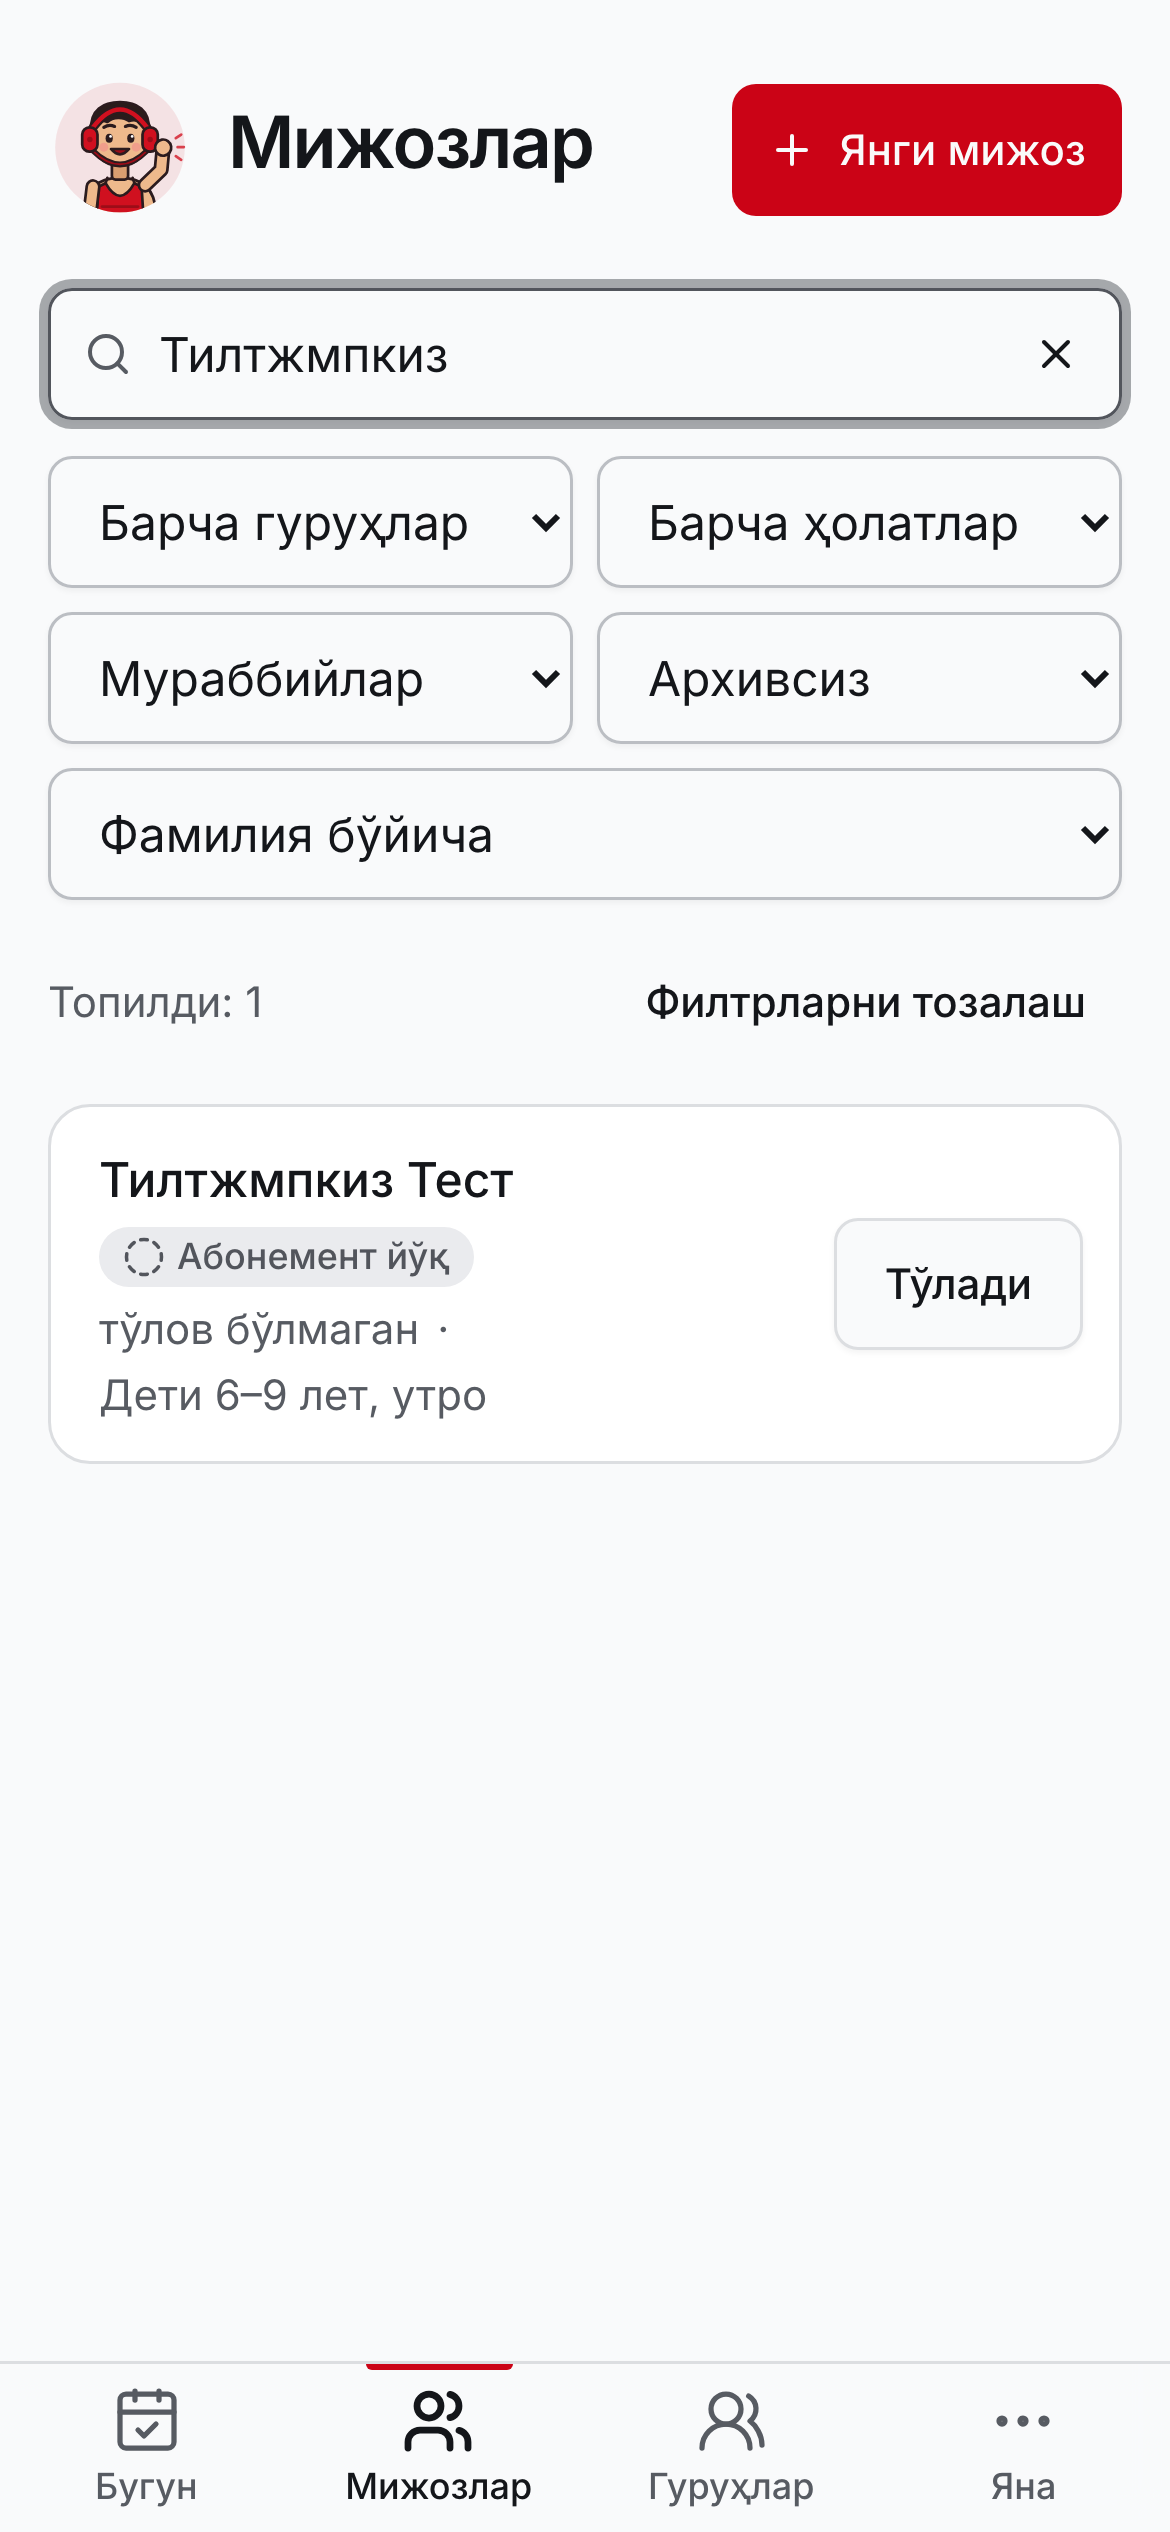 Мижозлар
Янги мижоз
Тилтжмпкиз
Барча гуруҳлар
Барча ҳолатлар
Мураббийлар
Архивсиз
Фамилия бўйича
Топилди: 1
Филтрларни тозалаш
Тилтжмпкиз Тест
Абонемент йўқ
тўлов бўлмаган ·
Дети 6–9 лет, утро
Тўлади
Бугун
Мижозлар
Гуруҳлар
Яна